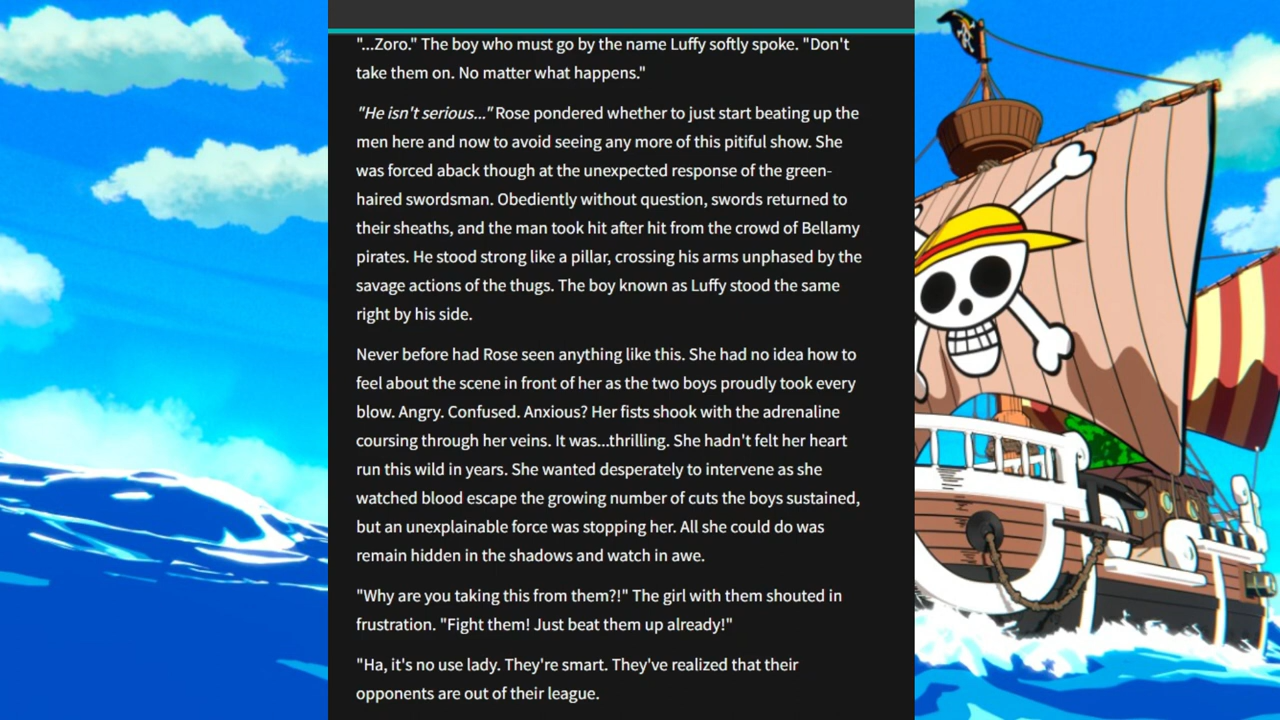 "...Zoro." The boy who must go by the name Luffy softly spoke. "Don't
take them on. No matter what happens."
"He isn't serious..." Rose pondered whether to just start beating up the
men here and now to avoid seeing any more of this pitiful show. She
was forced aback though at the unexpected response of the green-
haired swordsman. Obediently without question, swords returned to
their sheaths, and the man took hit after hit from the crowd of Bellamy
pirates. He stood strong like a pillar, crossing his arms unphased by the
savage actions of the thugs. The boy known as Luffy stood the same
right by his side.
Never before had Rose seen anything like this. She had no idea how to
feel about the scene in front of her as the two boys proudly took every
blow. Angry. Confused. Anxious? Her fists shook with the adrenaline
coursing through her veins. It was...thrilling. She hadn't felt her heart
run this wild in years. She wanted desperately to intervene as she
watched blood escape the growing number of cuts the boys sustained,
but an unexplainable force was stopping her. All she could do was
remain hidden in the shadows and watch in awe.
"Why are you taking this from them?!" The girl with them shouted in
frustration. "Fight them! Just beat them up already!"
"Ha, it's no use lady. They're smart. They've realized that their
opponents are out of their league.